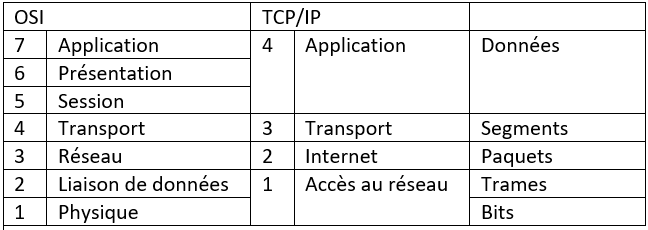 OSI TCP/IP
7 Application 4 Application Données
6 Présentation
5 Session
4 Transport 3 Transport Segments
3 Réseau 2 Internet Paquets
2 Liaison de données 1 Accès au réseau Trames
1 Physique Bits